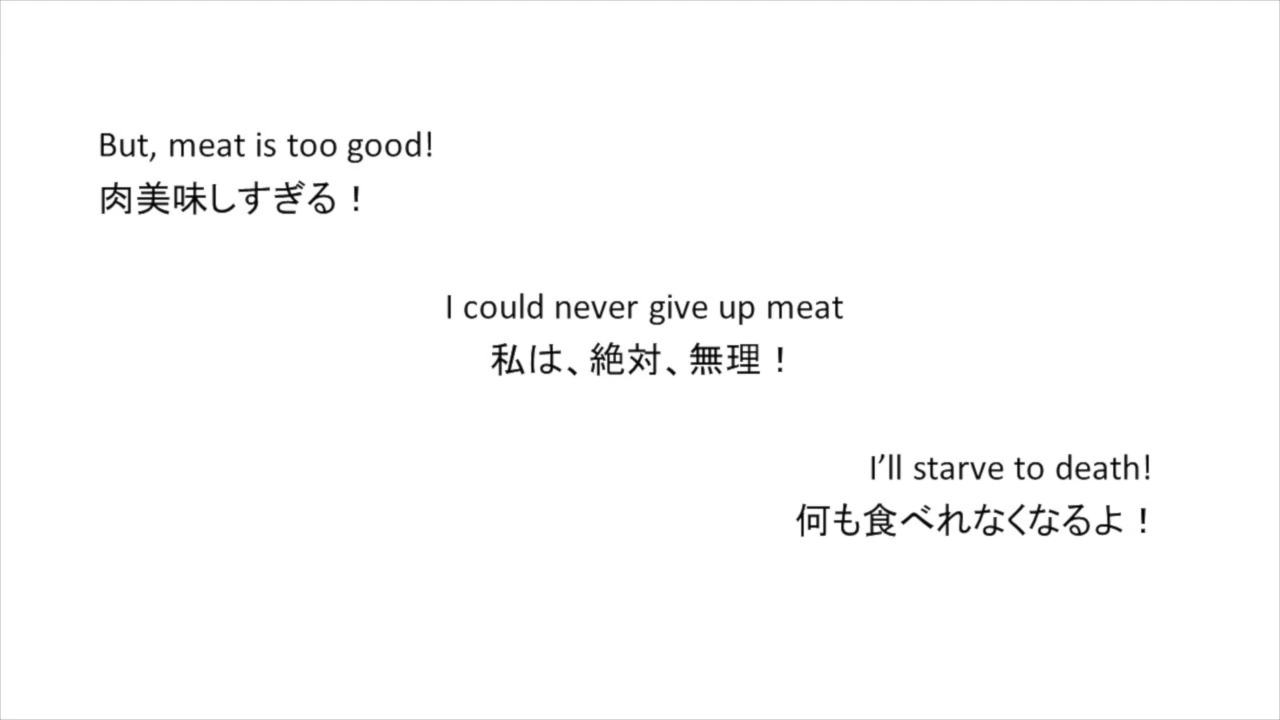 But, meat is too good!
肉美味しすぎる！
I could never give up meat
私は、絶対、無理！
I’ll starve to death!
何も食べれなくなるよ！